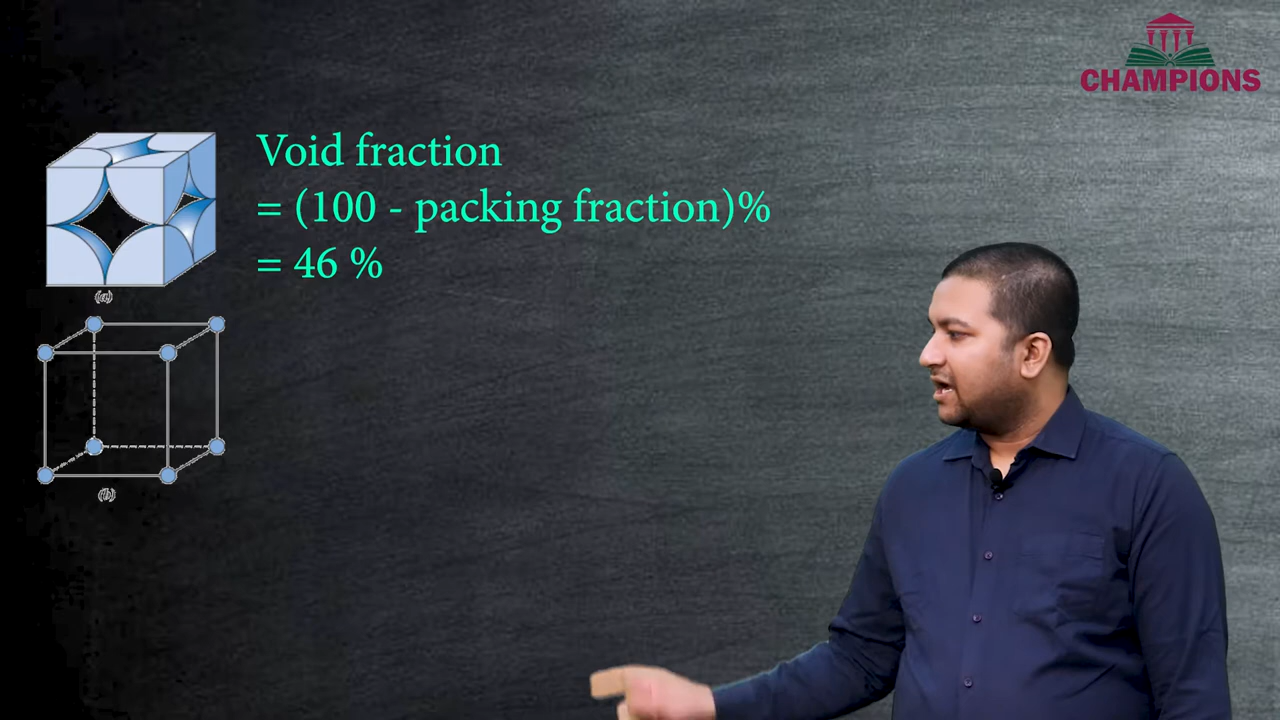 CHAMPIONS
Void fraction
= (100 - packing fraction)%
= 46 %
(a)
(b)